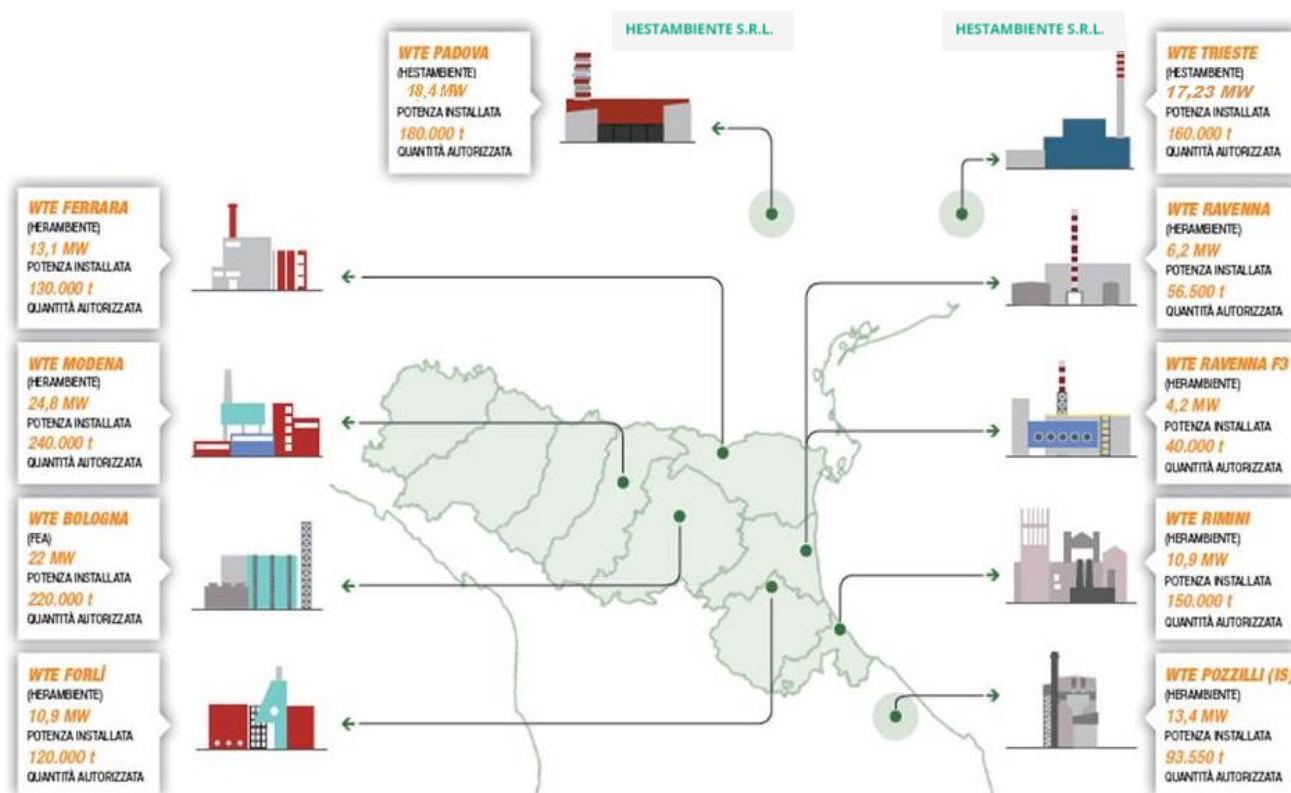 HESTAMBIENTE S.R.L.
HESTAMBIENTE S.R.L.
WTE PADOVA
(HESTAMBIENTE)
18,4 MW
POTENZA INSTALLATA
180.000 t
QUANTITÀ AUTORIZZATA
WTE TRIESTE
(HESTAMBIENTE)
17,23 MW
POTENZA INSTALLATA
160.000 t
QUANTITÀ AUTORIZZATA
WTE FERRARA
(HERAMBIENTE)
13,1 MW
POTENZA INSTALLATA
130.000 t
QUANTITÀ AUTORIZZATA
WTE RAVENNA
(HERAMBIENTE)
6,2 MW
POTENZA INSTALLATA
56.500 t
QUANTITÀ AUTORIZZATA
WTE MODENA
(HERAMBIENTE)
24,8 MW
POTENZA INSTALLATA
240.000 t
QUANTITÀ AUTORIZZATA
WTE RAVENNA F3
(HERAMBIENTE)
4,2 MW
POTENZA INSTALLATA
40.000 t
QUANTITÀ AUTORIZZATA
WTE BOLOGNA
(FEA)
22 MW
POTENZA INSTALLATA
220.000 t
QUANTITÀ AUTORIZZATA
WTE RIMINI
(HERAMBIENTE)
10,9 MW
POTENZA INSTALLATA
150.000 t
QUANTITÀ AUTORIZZATA
WTE FORLÌ
(HERAMBIENTE)
10,9 MW
POTENZA INSTALLATA
120.000 t
QUANTITÀ AUTORIZZATA
WTE POZZILLI (IS)
(HERAMBIENTE)
13,4 MW
POTENZA INSTALLATA
93.550 t
QUANTITÀ AUTORIZZATA